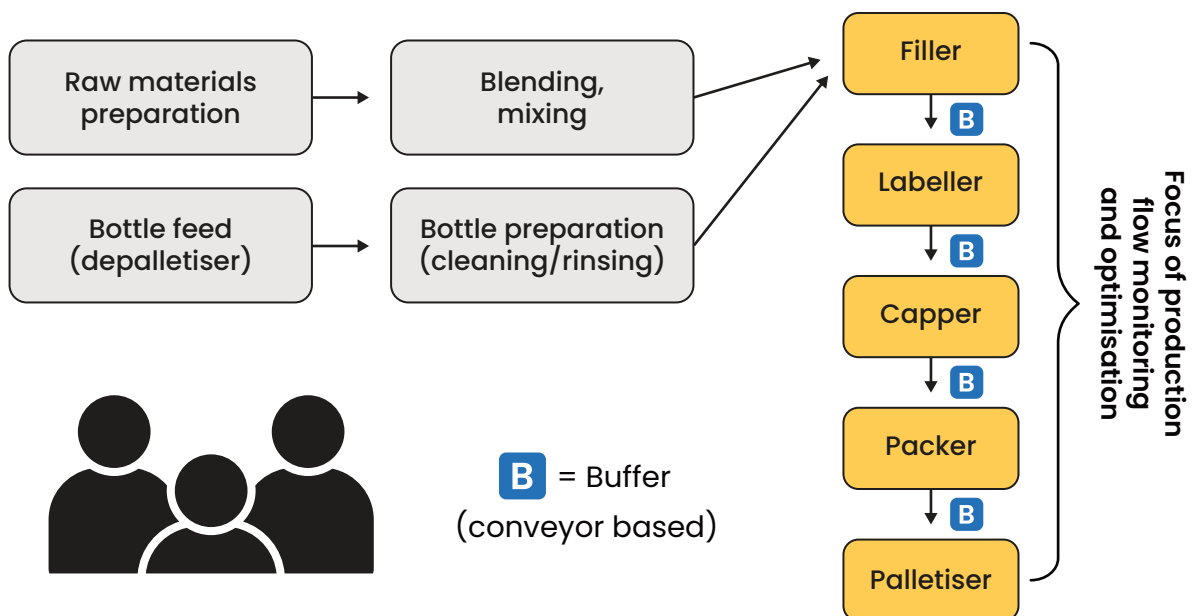 Raw materials
preparation
Blending,
mixing
Bottle feed
(depalletiser)
Bottle preparation
(cleaning/rinsing)
Filler
B
Labeller
B
Capper
B
Packer
B
Palletiser
Focus of production
flow monitoring
and optimisation
B = Buffer
(conveyor based)